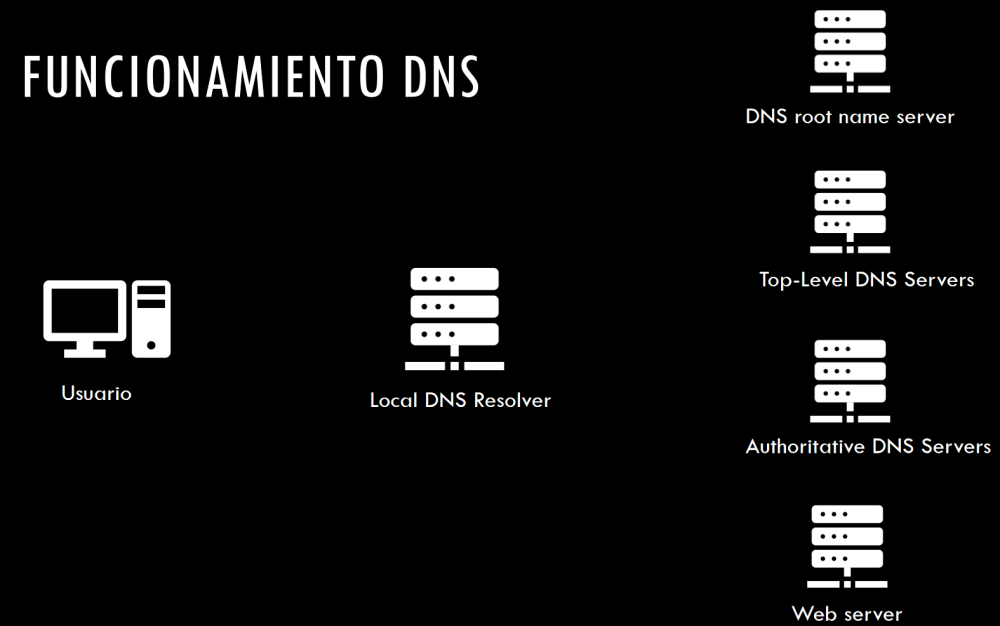 FUNCIONAMIENTO DNS
DNS root name server
Top-Level DNS Servers
Usuario
Local DNS Resolver
Authoritative DNS Servers
Web server